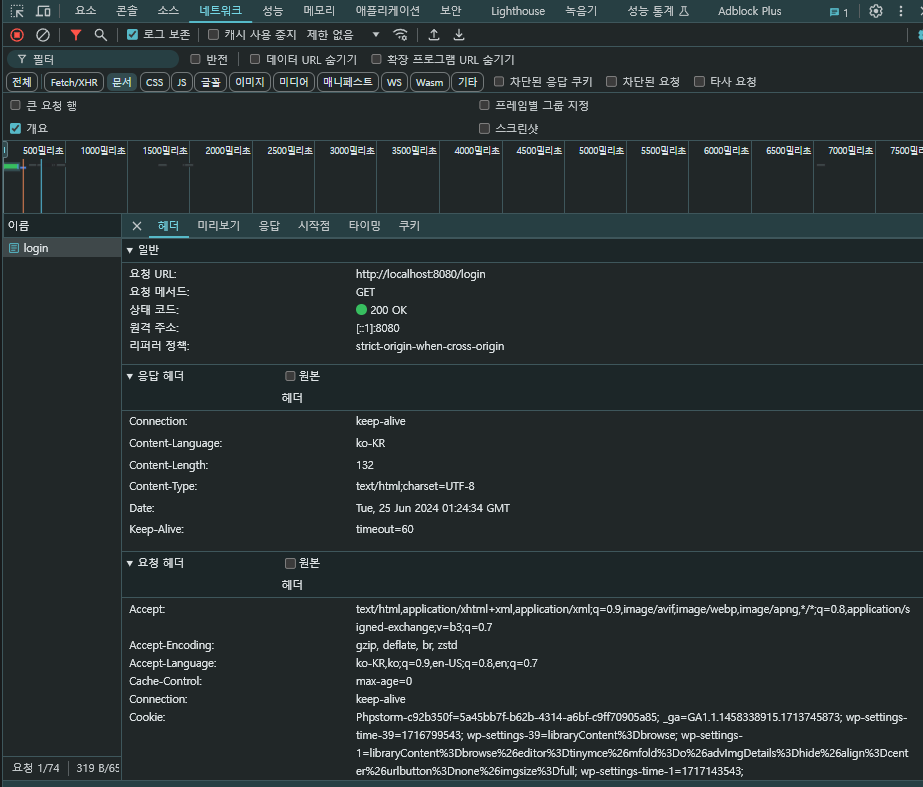 요소 콘솔 소스 네트워크 성능 메모리 애플리케이션 보안 Lighthouse 녹음기 성능 통계 Adblock Plus 1
로그 보존 캐시 사용 중지 제한 없음
필터 반전 데이터 URL 숨기기 확장 프로그램 URL 숨기기
전체 Fetch/XHR 문서 CSS JS 글꼴 이미지 미디어 매니페스트 WS Wasm 기타 차단된 응답 쿠키 차단된 요청 타사 요청
큰 요청 행 프레임별 그룹 지정
개요 스크린샷
500밀리초 1000밀리초 1500밀리초 2000밀리초 2500밀리초 3000밀리초 3500밀리초 4000밀리초 4500밀리초 5000밀리초 5500밀리초 6000밀리초 6500밀리초 7000밀리초 7500밀리
이름 헤더 미리보기 응답 시작점 타이밍 쿠키
login
일반
요청 URL: http://localhost:8080/login
요청 메서드: GET
상태 코드: 200 OK
원격 주소: [::1]:8080
리퍼러 정책: strict-origin-when-cross-origin
응답 헤더 원본
헤더
Connection: keep-alive
Content-Language: ko-KR
Content-Length: 132
Content-Type: text/html;charset=UTF-8
Date: Tue, 25 Jun 2024 01:24:34 GMT
Keep-Alive: timeout=60
요청 헤더 원본
헤더
Accept: text/html,application/xhtml+xml,application/xml;q=0.9,image/avif,image/webp,image/apng,*/*;q=0.8,application/s
igned-exchange;v=b3;q=0.7
Accept-Encoding: gzip, deflate, br, zstd
Accept-Language: ko-KR,ko;q=0.9,en-US;q=0.8,en;q=0.7
Cache-Control: max-age=0
Connection: keep-alive
Cookie: Phpstorm-c92b350f=5a45bb7f-b62b-4314-a6bf-c9ff70905a85; _ga=GA1.1.1458338915.1713745873; wp-settings-
time-39=1716799543; wp-settings-39=libraryContent%3Dbrowse; wp-settings-
1=libraryContent%3Dbrowse%26editor%3Dtinymce%26mfold%3Do%26advImgDetails%3Dhide%26align%3Dcent
er%26urlbutton%3Dnone%26imgsize%3Dfull; wp-settings-time-1=1717143543;
요청 1/74 319 B/65